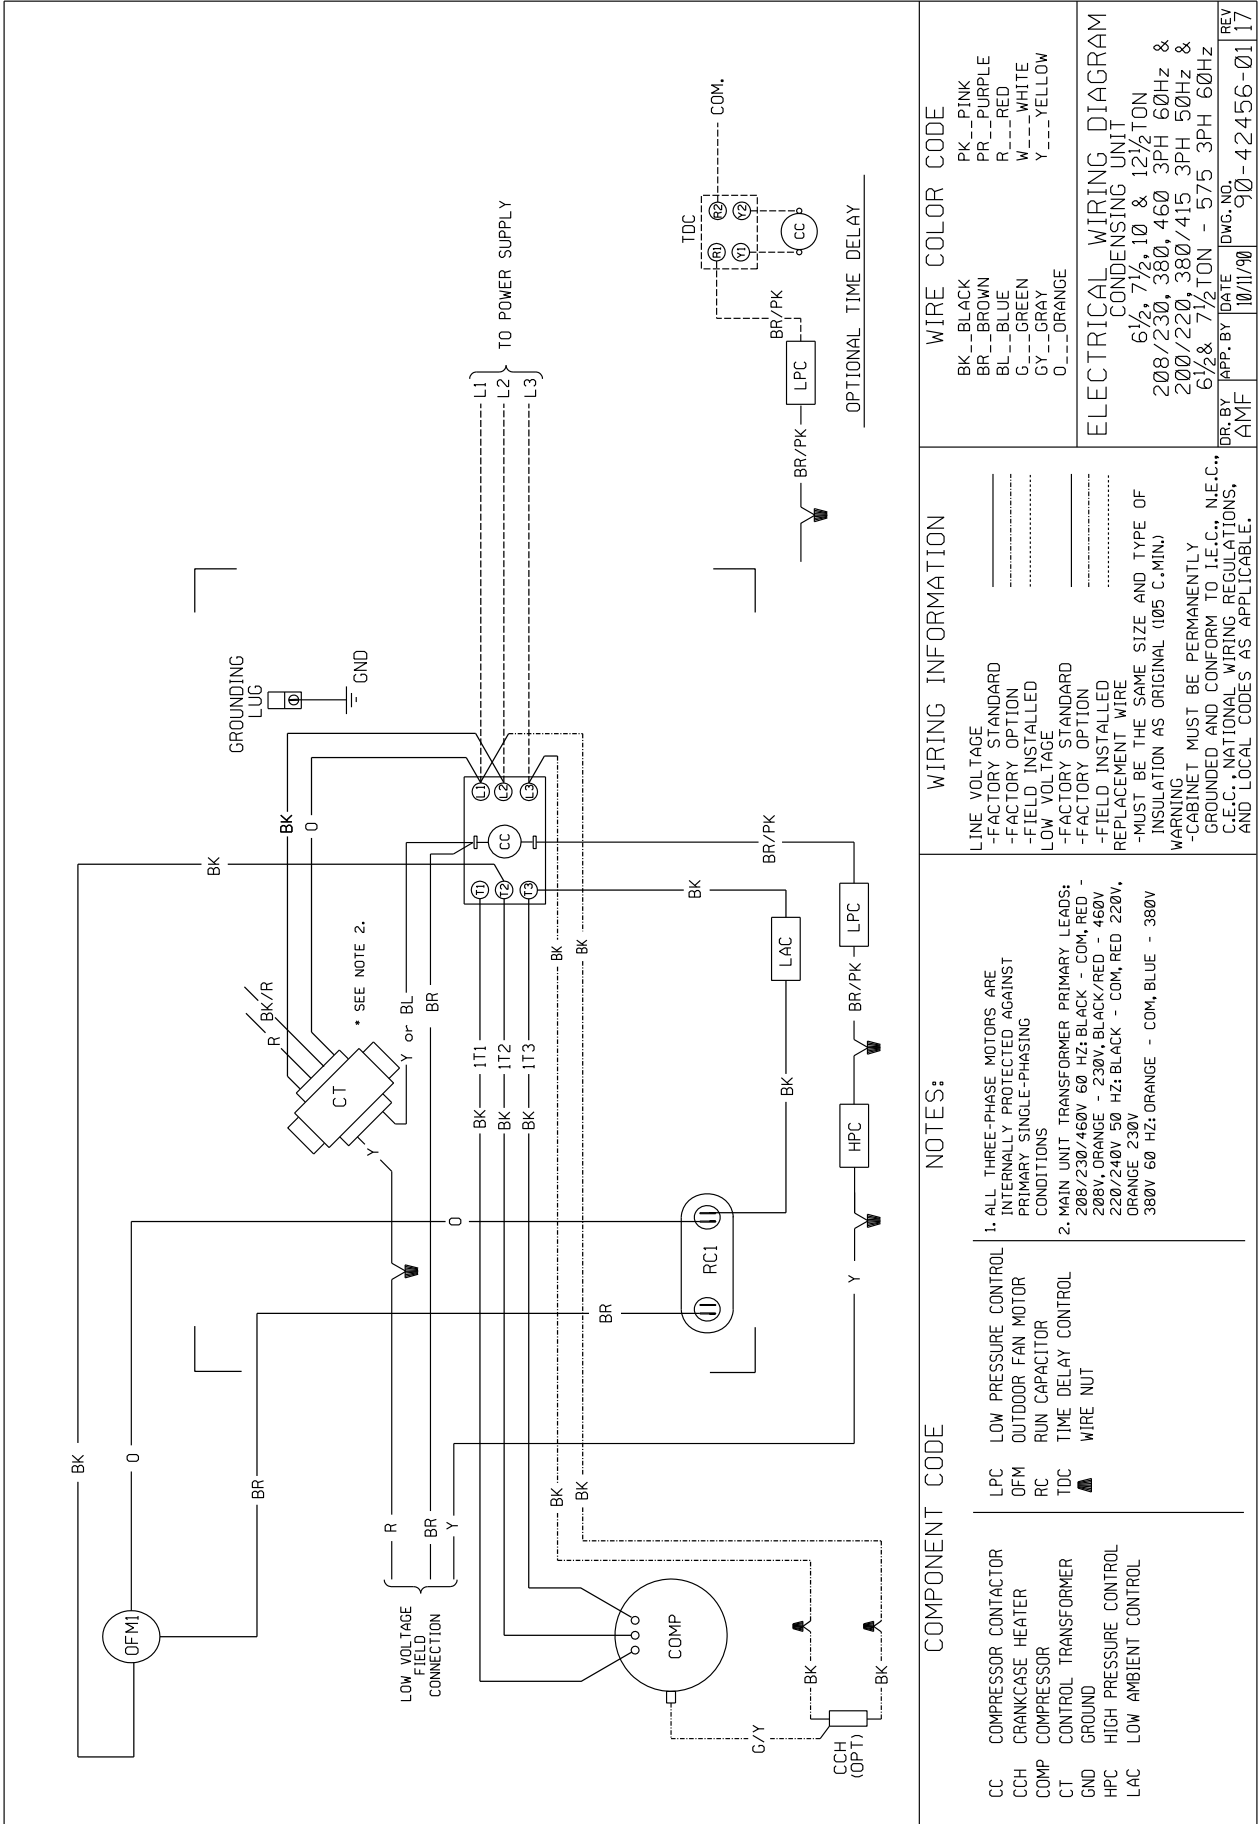 BK
O
BR
OFM1
BK
* SEE NOTE 2.
BK
O
R
BK/R
CT
Y
Y or BL
BR
GROUNDING
LUG
GND
LOW VOLTAGE
FIELD
CONNECTION
R
BR
Y
O
BR
BK 1T1
BK 1T2
BK 1T3
T1
T2
T3
CC
L1
L2
L3
L1
L2
L3
TO POWER SUPPLY
BK
BK
BK
BK
COMP
G/Y
CCH
(OPT)
BK
BK
RC1
BK
LAC
BK
Y
HPC
BR/PK
LPC
BR/PK
TDC
R1
R2
Y1
Y2
CC
COM.
BR/PK
LPC
BR/PK
OPTIONAL TIME DELAY
COMPONENT CODE
CC COMPRESSOR CONTACTOR
CCH CRANKCASE HEATER
COMP COMPRESSOR
CT CONTROL TRANSFORMER
GND GROUND
HPC HIGH PRESSURE CONTROL
LAC LOW AMBIENT CONTROL
LPC LOW PRESSURE CONTROL
OFM OUTDOOR FAN MOTOR
RC RUN CAPACITOR
TDC TIME DELAY CONTROL
WIRE NUT
NOTES:
1. ALL THREE-PHASE MOTORS ARE
INTERNALLY PROTECTED AGAINST
PRIMARY SINGLE-PHASING
CONDITIONS
2. MAIN UNIT TRANSFORMER PRIMARY LEADS:
208/230/460V 60 HZ: BLACK - COM, RED -
208V, ORANGE - 230V, BLACK/RED - 460V
220/240V 50 HZ: BLACK - COM, RED 220V,
ORANGE 230V
380V 60 HZ: ORANGE - COM, BLUE - 380V
WIRING INFORMATION
LINE VOLTAGE
-FACTORY STANDARD
-FACTORY OPTION
-FIELD INSTALLED
LOW VOLTAGE
-FACTORY STANDARD
-FACTORY OPTION
-FIELD INSTALLED
REPLACEMENT WIRE
-MUST BE THE SAME SIZE AND TYPE OF
INSULATION AS ORIGINAL (105 C.MIN.)
WARNING
-CABINET MUST BE PERMANENTLY
GROUNDED AND CONFORM TO I.E.C., N.E.C.,
C.E.C., NATIONAL WIRING REGULATIONS,
AND LOCAL CODES AS APPLICABLE.
WIRE COLOR CODE
BK__BLACK
BR__BROWN
BL__BLUE
G___GREEN
GY__GRAY
O___ORANGE
PK__PINK
PR__PURPLE
R___RED
W___WHITE
Y___YELLOW
ELECTRICAL WIRING DIAGRAM
CONDENSING UNIT
6½, 7½, 10 & 12½ TON
208/230, 380, 460 3PH 60Hz &
200/220, 380/415 3PH 50Hz &
6½& 7½ TON - 575 3PH 60Hz
DR. BY AMF
APP. BY
DATE 10/11/90
DWG. NO. 90-42456-01
REV 17